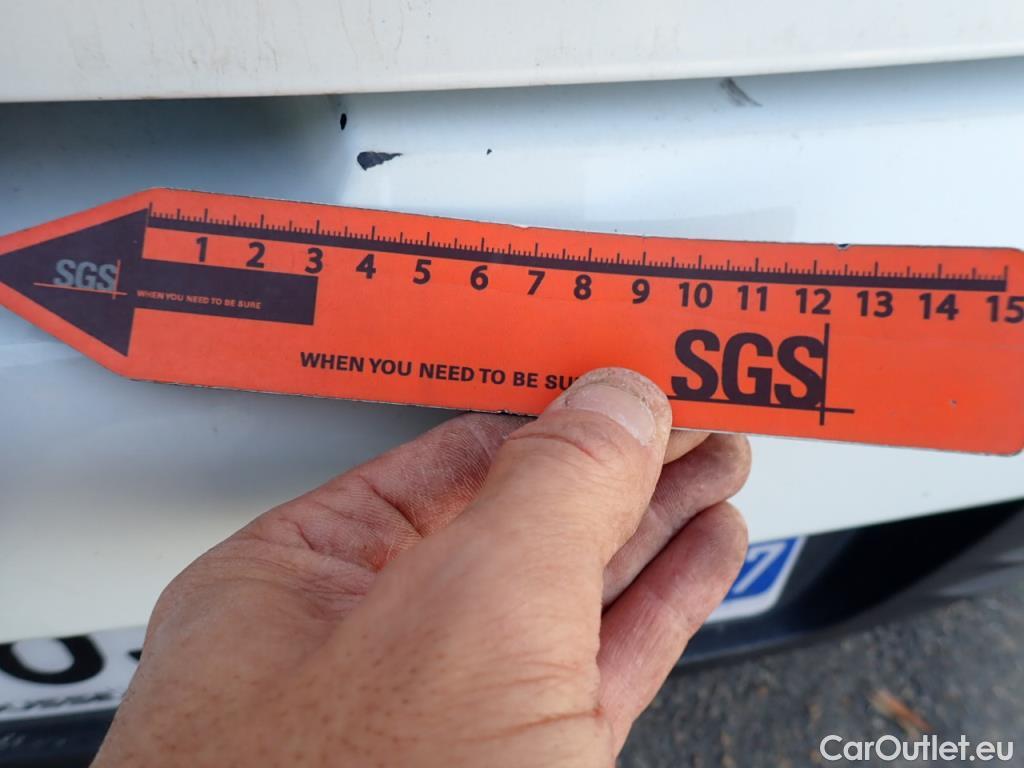 1 2 3 4 5 6 7 8 9 10 11 12 13 14 15
SGS
WHEN YOU NEED TO BE SURE
WHEN YOU NEED TO BE SU
SGS
7
CarOutlet.eu